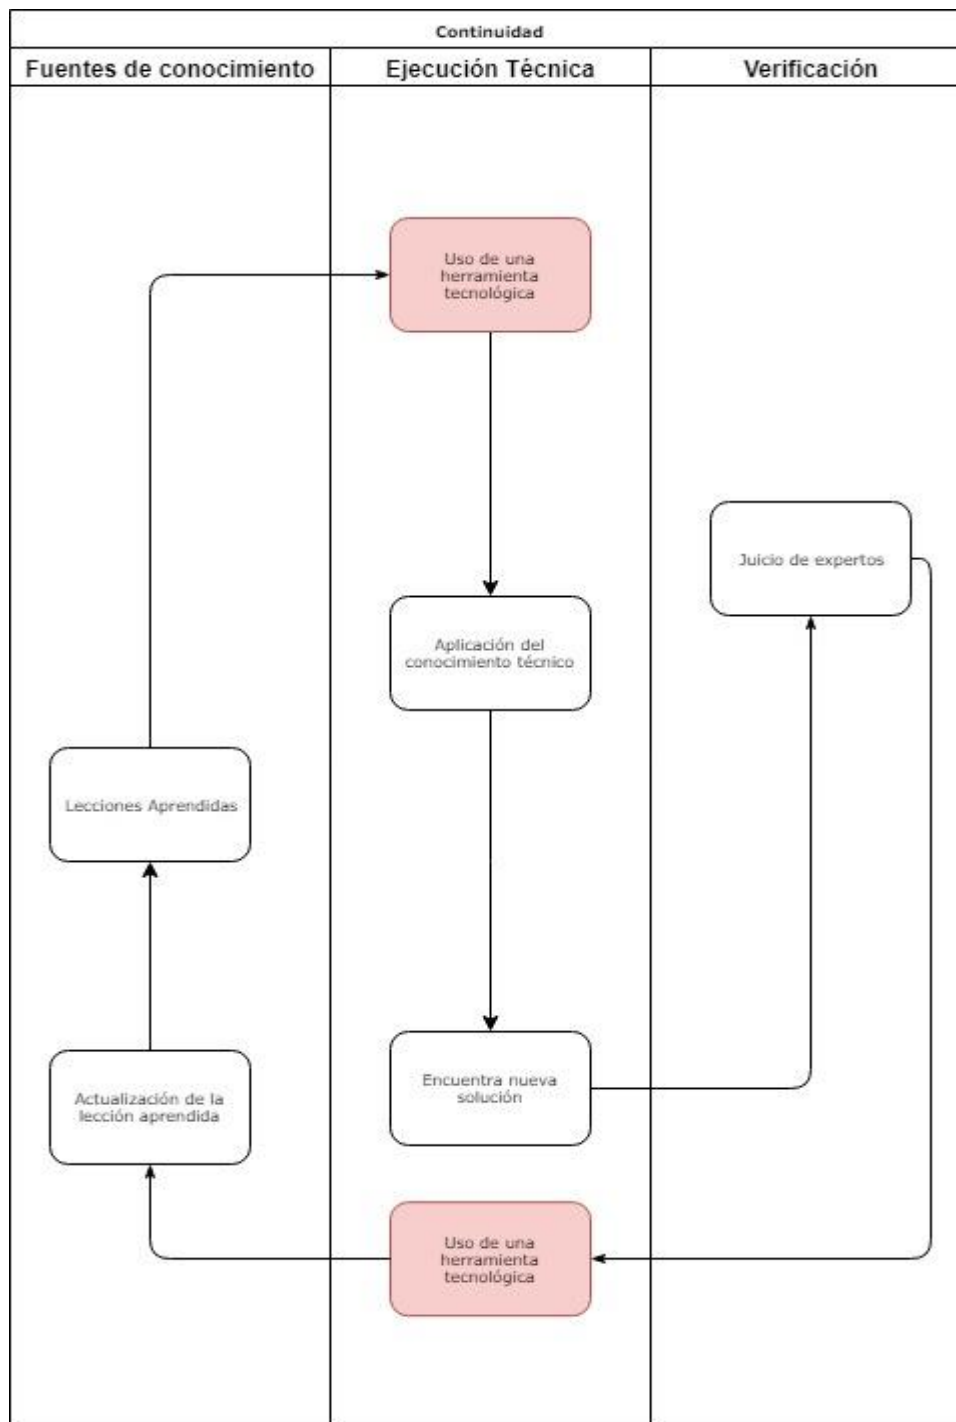 Continuidad
Fuentes de conocimiento
Ejecución Técnica
Verificación
Uso de una
herramienta
tecnológica
Juicio de expertos
Aplicación del
conocimiento técnico
Lecciones Aprendidas
Encuentra nueva
solución
Actualización de la
lección aprendida
Uso de una
herramienta
tecnológica